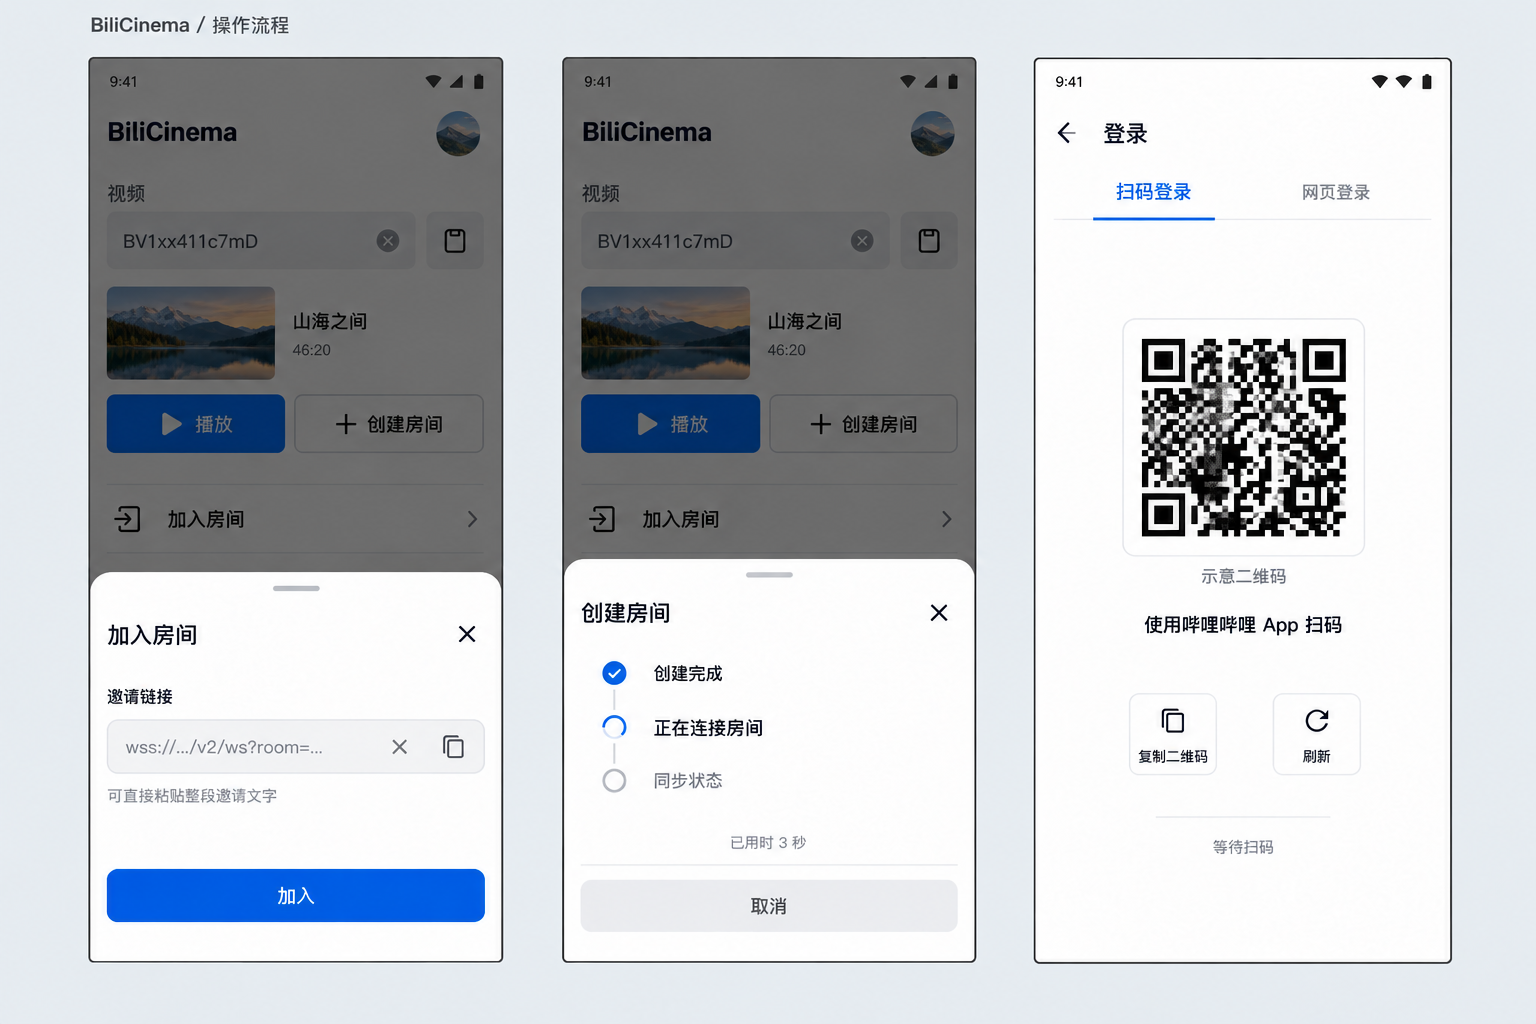 BiliCinema / 操作流程
9:41
BiliCinema
视频
BV1xx411c7mD
山海之间
46:20
播放
创建房间
加入房间
加入房间
邀请链接
wss://.../v2/ws?room=...
可直接粘贴整段邀请文字
加入
9:41
BiliCinema
视频
BV1xx411c7mD
山海之间
46:20
播放
创建房间
加入房间
创建房间
创建完成
正在连接房间
同步状态
已用时 3 秒
取消
9:41
登录
扫码登录
网页登录
示意二维码
使用哔哩哔哩 App 扫码
复制二维码
刷新
等待扫码